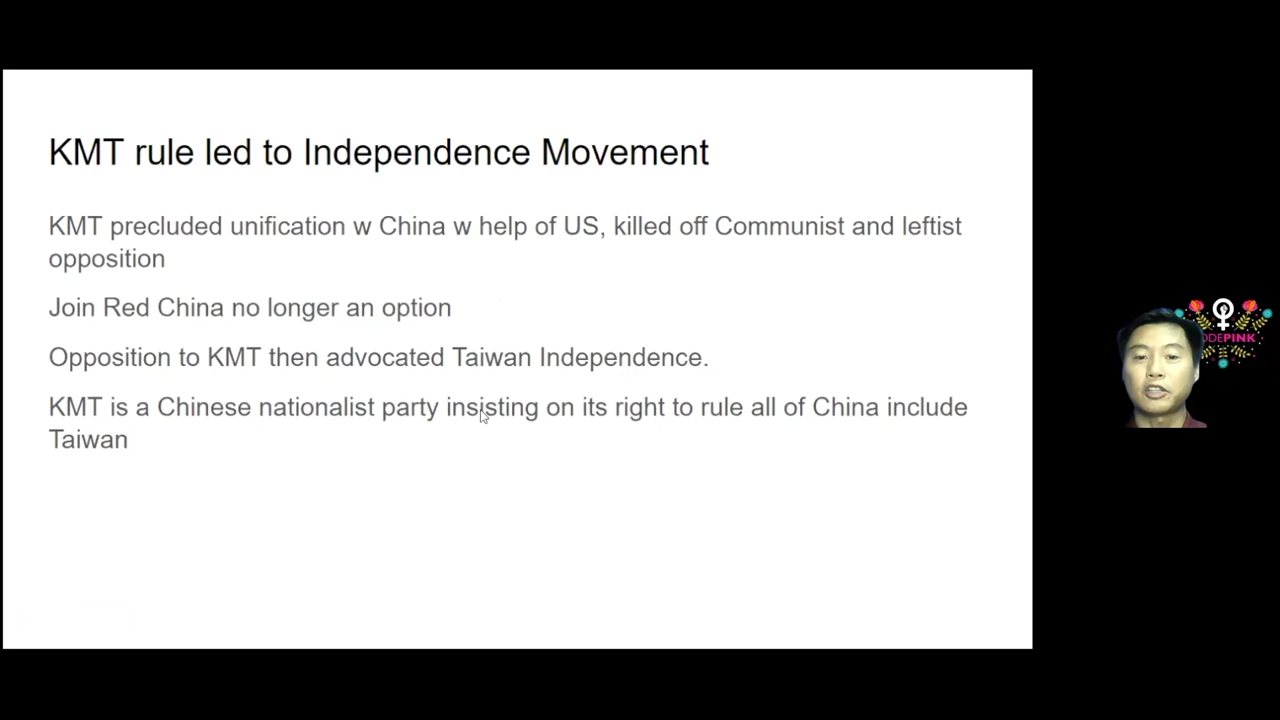 KMT rule led to Independence Movement
KMT precluded unification w China w help of US, killed off Communist and leftist
opposition
Join Red China no longer an option
Opposition to KMT then advocated Taiwan Independence.
KMT is a Chinese nationalist party insisting on its right to rule all of China include
Taiwan
ODEPINK